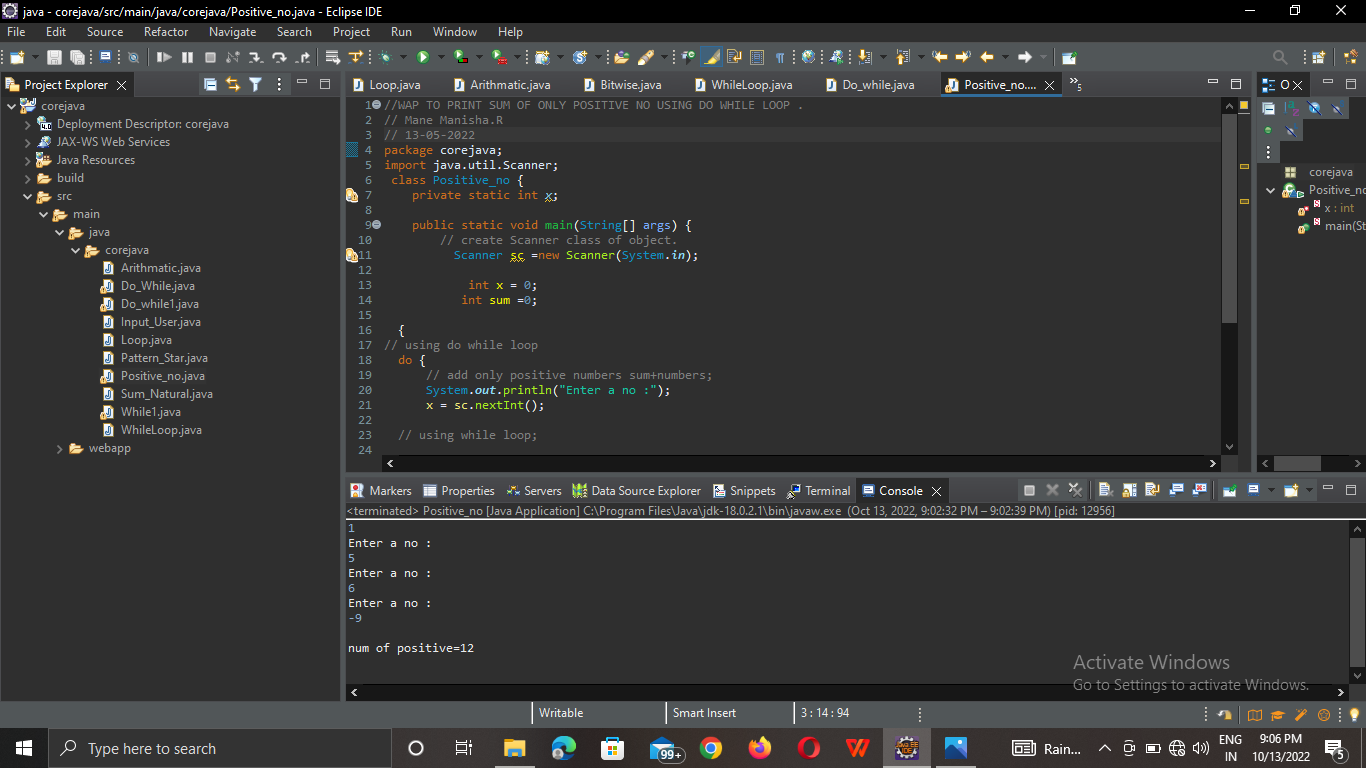 java - corejava/src/main/java/corejava/Positive_no.java - Eclipse IDE
File Edit Source Refactor Navigate Search Project Run Window Help
Project Explorer
corejava
Deployment Descriptor: corejava
JAX-WS Web Services
Java Resources
build
src
main
java
corejava
Arithmatic.java
Do_While.java
Do_while1.java
Input_User.java
Loop.java
Pattern_Star.java
Positive_no.java
Sum_Natural.java
While1.java
WhileLoop.java
webapp
Loop.java Arithmatic.java Bitwise.java WhileLoop.java Do_while.java Positive_no.... »5
1 //WAP TO PRINT SUM OF ONLY POSITIVE NO USING DO WHILE LOOP .
2 // Mane Manisha.R
3 // 13-05-2022
4 package corejava;
5 import java.util.Scanner;
6 class Positive_no {
7 private static int x;
8
9 public static void main(String[] args) {
10 // create Scanner class of object.
11 Scanner sc =new Scanner(System.in);
12
13 int x = 0;
14 int sum =0;
15
16 {
17 // using do while loop
18 do {
19 // add only positive numbers sum+numbers;
20 System.out.println("Enter a no :");
21 x = sc.nextInt();
22
23 // using while loop;
24
O
corejava
Positive_no
x : int
main(St
Markers Properties Servers Data Source Explorer Snippets Terminal Console
<terminated> Positive_no [Java Application] C:\Program Files\Java\jdk-18.0.2.1\bin\javaw.exe (Oct 13, 2022, 9:02:32 PM – 9:02:39 PM) [pid: 12956]
1
Enter a no :
5
Enter a no :
6
Enter a no :
-9
num of positive=12
Activate Windows
Go to Settings to activate Windows.
Writable Smart Insert 3 : 14 : 94
Type here to search
99+
Rain...
ENG
IN
9:06 PM
10/13/2022
5